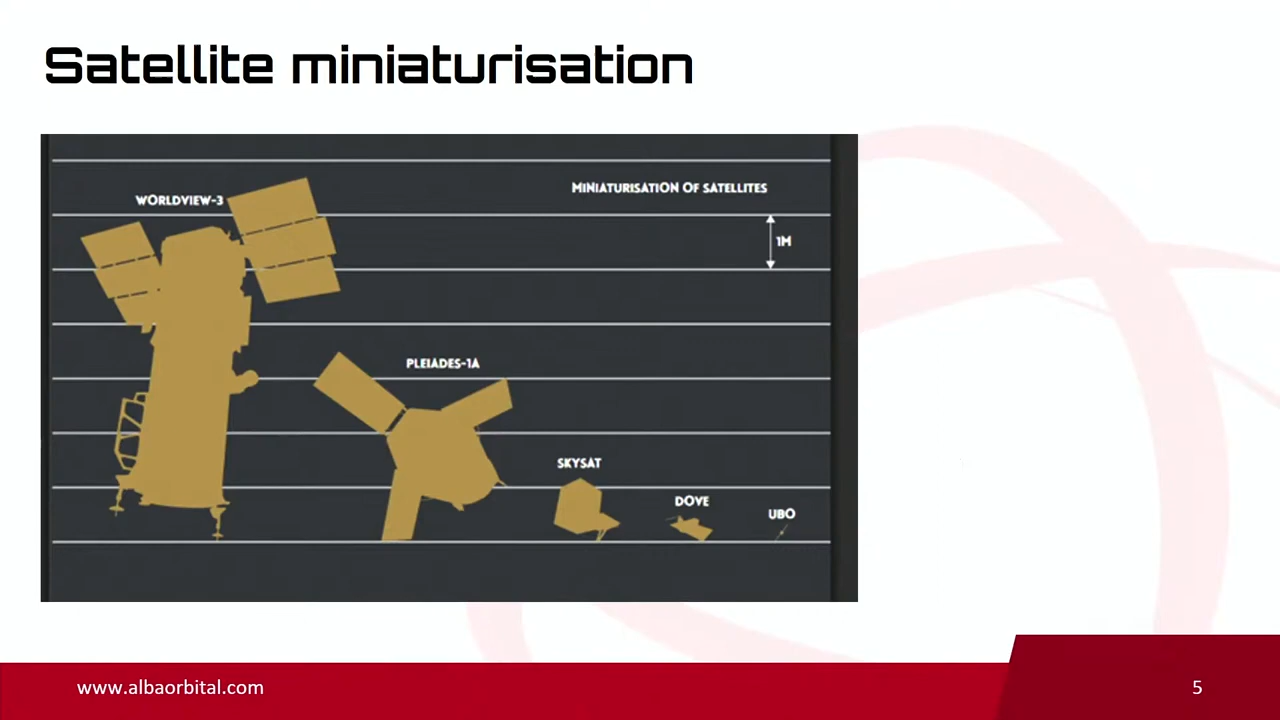 Satellite miniaturisation
WORLDVIEW-3
MINIATURISATION OF SATELLITES
1M
PLEIADES-1A
SKYSAT
DOVE
UBO
www.albaorbital.com
5